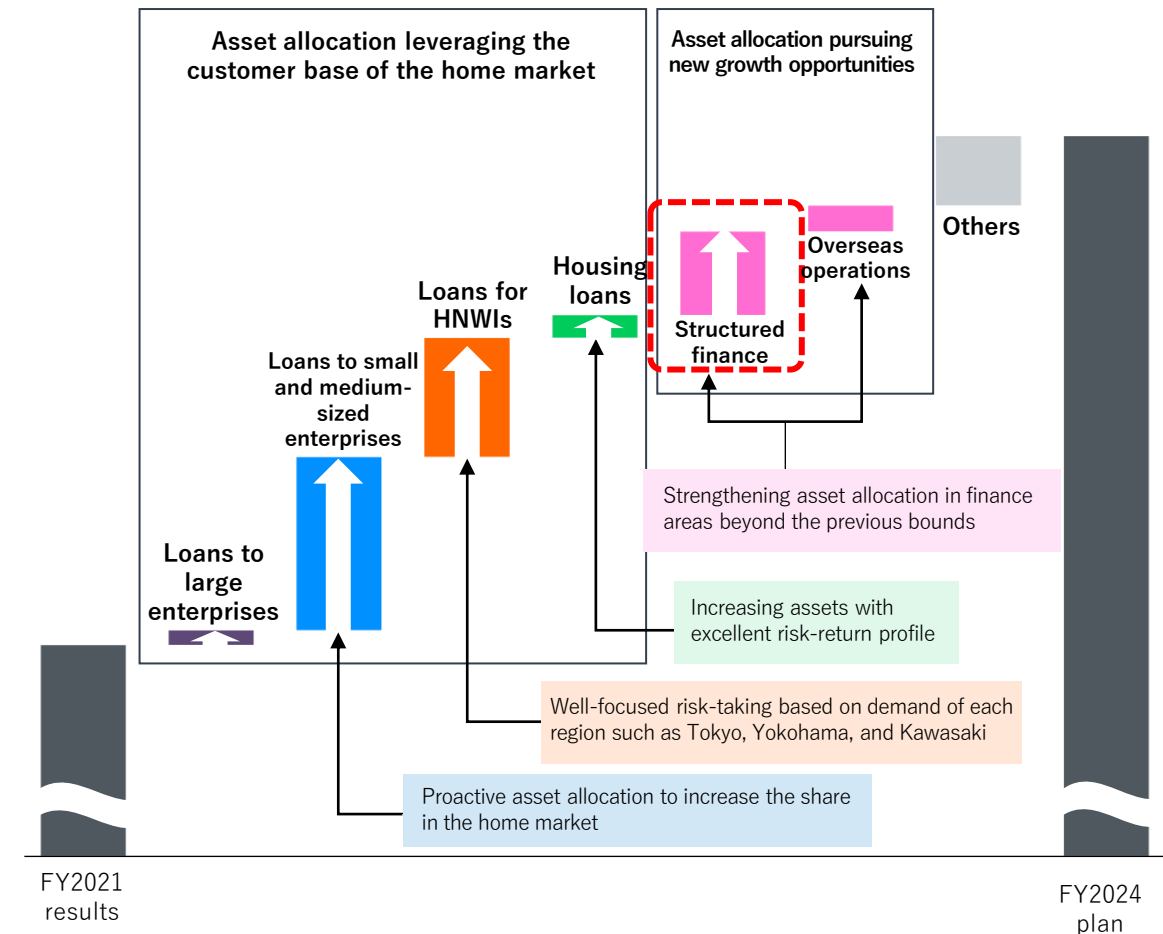 Asset allocation leveraging the
customer base of the home market
Asset allocation pursuing
new growth opportunities
Others
Overseas
operations
Housing
loans
Structured
finance
Loans for
HNWIs
Loans to small
and medium-
sized
enterprises
Loans to
large
enterprises
Strengthening asset allocation in finance
areas beyond the previous bounds
Increasing assets with
excellent risk-return profile
Well-focused risk-taking based on demand of each
region such as Tokyo, Yokohama, and Kawasaki
Proactive asset allocation to increase the share
in the home market
FY2021
results
FY2024
plan